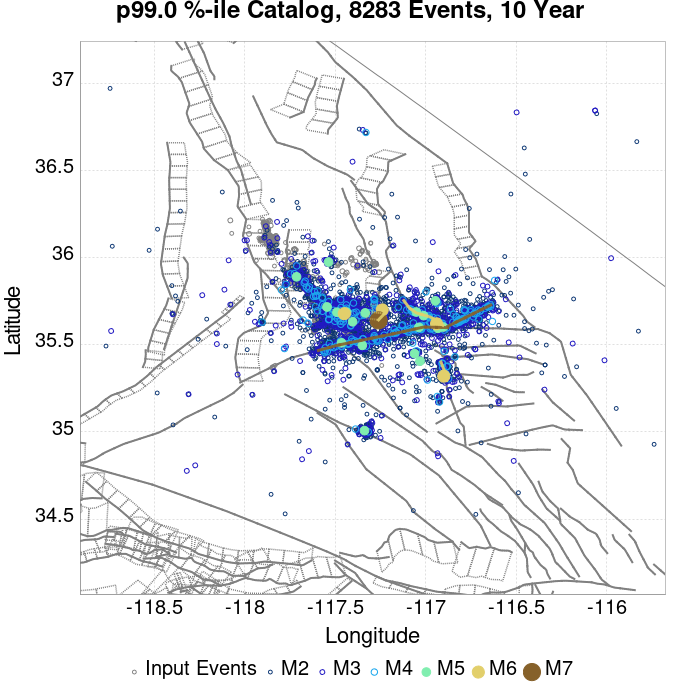 p99.0 %-ile Catalog, 8283 Events, 10 Year
37
36.5
36
35.5
35
34.5
Latitude
-118.5 -118 -117.5 -117 -116.5 -116
Longitude
Input Events M2 M3 M4 M5 M6 M7